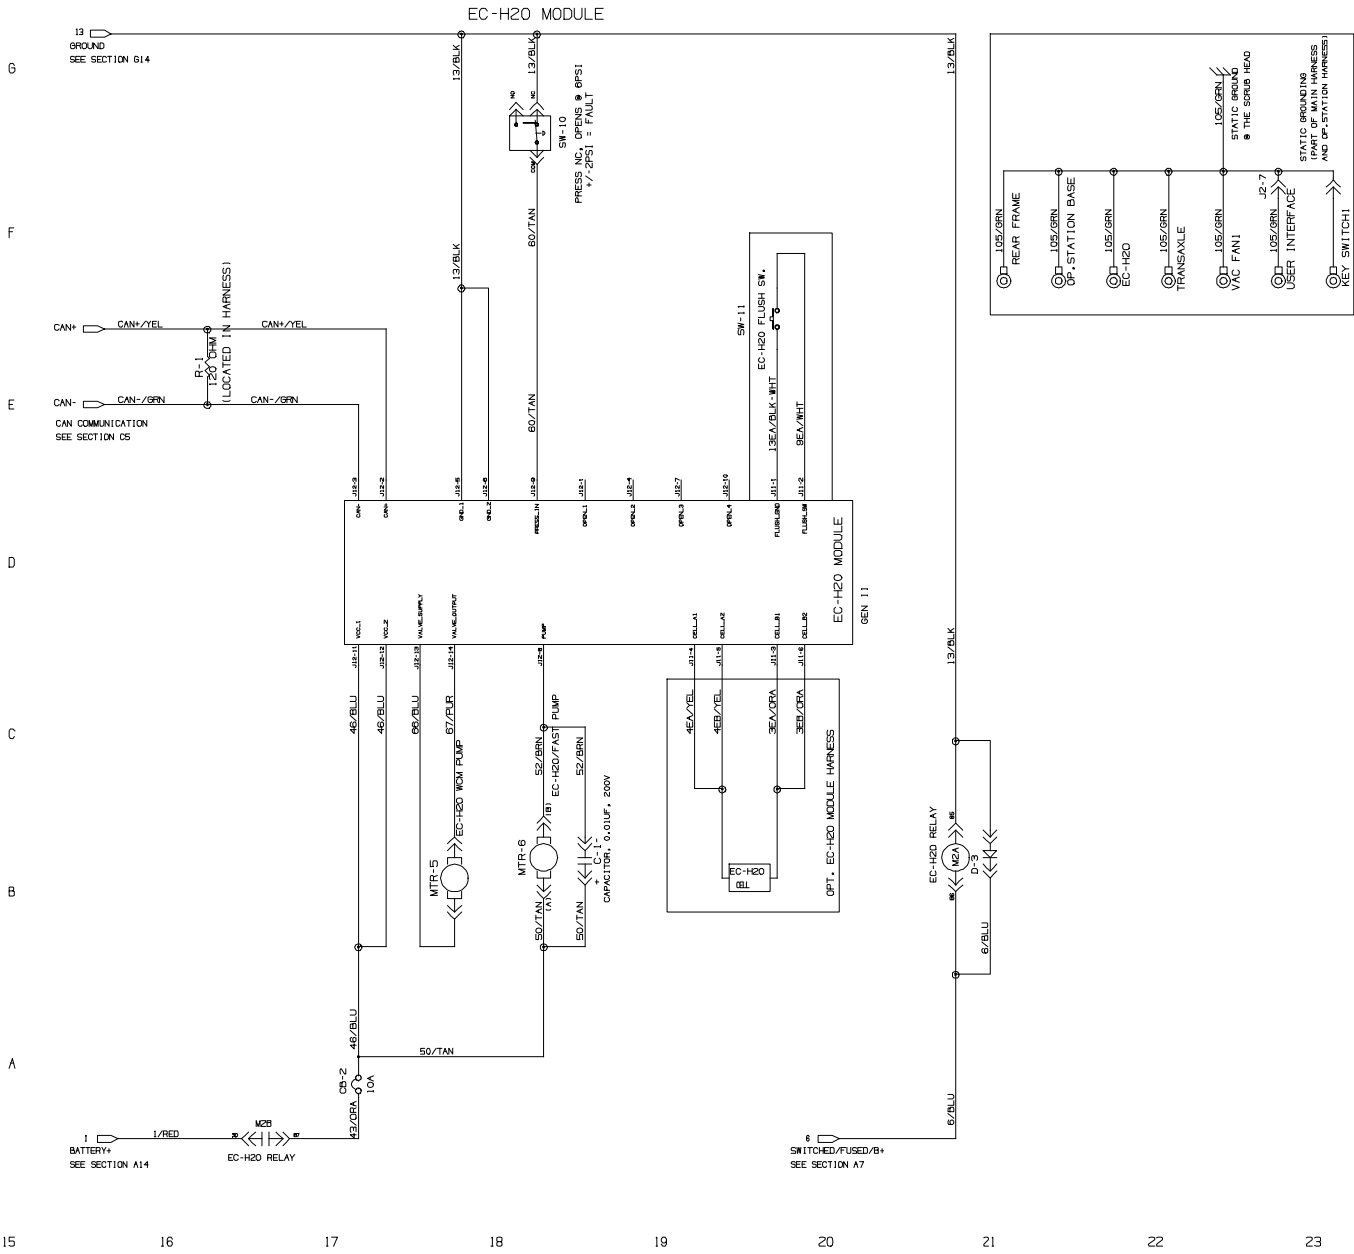 EC-H2O MODULE
13
GROUND
SEE SECTION G14
G
F
E
D
C
B
A
13/BLK
13/BLK
13/BLK
NO
NC
COM
SW-10
PRESS NC, OPENS @ 6PSI
+/-2PSI = FAULT
60/TAN
60/TAN
13/BLK
105/GRN
STATIC GROUND
@ THE SCRUB HEAD
STATIC GROUNDING
(PART OF MAIN HARNESS
AND OP.STATION HARNESS)
J2-7
105/GRN
REAR FRAME
105/GRN
OP.STATION BASE
105/GRN
EC-H2O
105/GRN
TRANSAXLE
105/GRN
VAC FAN1
105/GRN
USER INTERFACE
KEY SWITCH1
CAN+
CAN+/YEL
CAN+/YEL
R-1
120 OHM
(LOCATED IN HARNESS)
CAN-
CAN-/GRN
CAN-/GRN
CAN COMMUNICATION
SEE SECTION C5
SW-11
EC-H2O FLUSH SW.
13EA/BLK-WHT
9EA/WHT
J12-3
J12-2
J12-5
J12-6
J12-9
J12-1
J12-4
J12-7
J12-10
J11-1
J11-2
CAN-
CAN+
GND_1
GND_2
PRESS_IN
OPEN_1
OPEN_2
OPEN_3
OPEN_4
FLUSH_GND
FLUSH_SW
EC-H2O MODULE
GEN II
VCC_1
VCC_2
VALVE_SUPPLY
VALVE_OUTPUT
PUMP
CELL_A1
CELL_A2
CELL_B1
CELL_B2
J12-11
J12-12
J12-13
J12-14
J12-8
J11-4
J11-5
J11-3
J11-6
46/BLU
46/BLU
66/BLU
67/PUR
EC-H2O WCM PUMP
MTR-5
52/BRN
EC-H2O/FAST PUMP
52/BRN
(B)
MTR-6
(A)
50/TAN
50/TAN
+ C-1-
CAPACITOR, 0.01UF, 200V
4EA/YEL
4EB/YEL
3EA/ORA
3EB/ORA
EC-H2O
CELL
OPT. EC-H2O MODULE HARNESS
13/BLK
EC-H2O RELAY
85
M2A
86
D-3
6/BLU
6/BLU
46/BLU
50/TAN
CB-2
10A
43/ORA
1
1/RED
30
M2B
87
BATTERY+
SEE SECTION A14
EC-H2O RELAY
6
SWITCHED/FUSED/B+
SEE SECTION A7
15
16
17
18
19
20
21
22
23